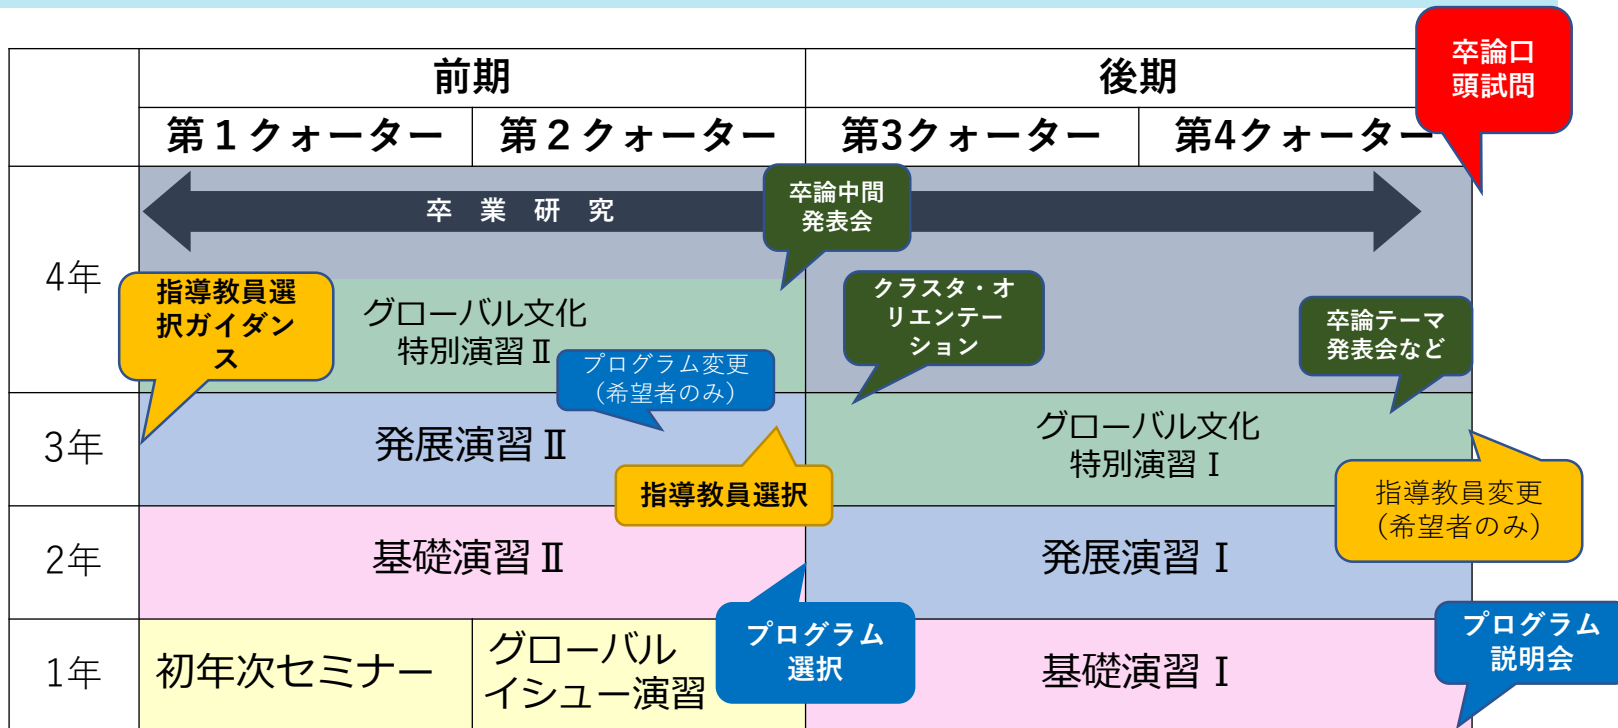 前期
後期
卒論口
頭試問
第１クォーター
第２クォーター
第3クォーター
第4クォーター
4年
卒業研究
卒論中間
発表会
指導教員選
択ガイダン
ス
グローバル文化
特別演習Ⅱ
プログラム変更
（希望者のみ）
クラスタ・オ
リエンテー
ション
卒論テーマ
発表会など
3年
発展演習Ⅱ
指導教員選択
グローバル文化
特別演習Ⅰ
指導教員変更
（希望者のみ）
2年
基礎演習Ⅱ
発展演習Ⅰ
プログラム
選択
プログラム
説明会
1年
初年次セミナー
グローバル
イシュー演習
基礎演習Ⅰ